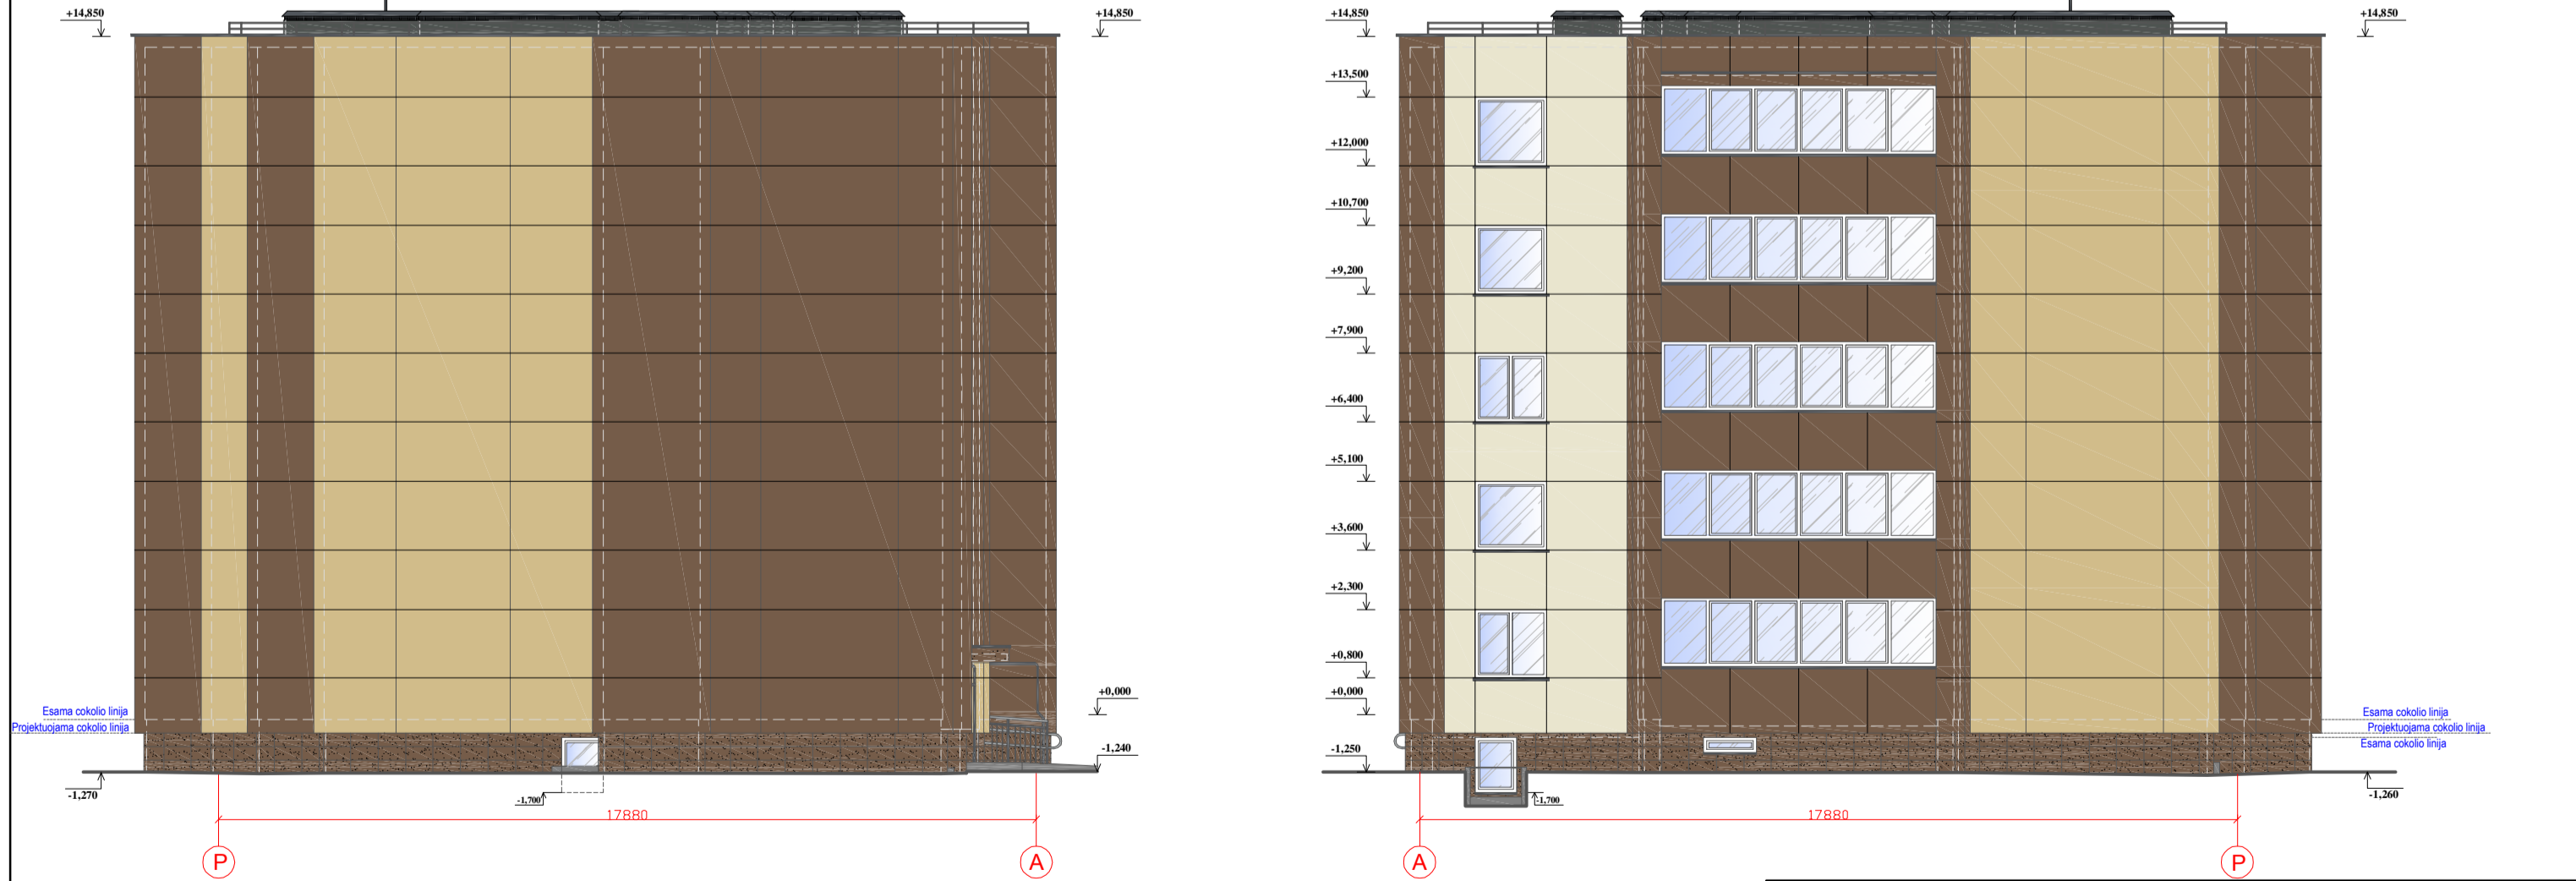 +14,850
+14,850
Esama cokolio linija
Projektuojama cokolio linija
+0,000
-1,240
-1,270
-1,700
17880
P
A
+14,850
+14,850
+13,500
+12,000
+10,700
+9,200
+7,900
+6,400
+5,100
+3,600
+2,300
+0,800
+0,000
-1,250
Esama cokolio linija
Projektuojama cokolio linija
Esama cokolio linija
-1,260
-1,700
17880
A
P